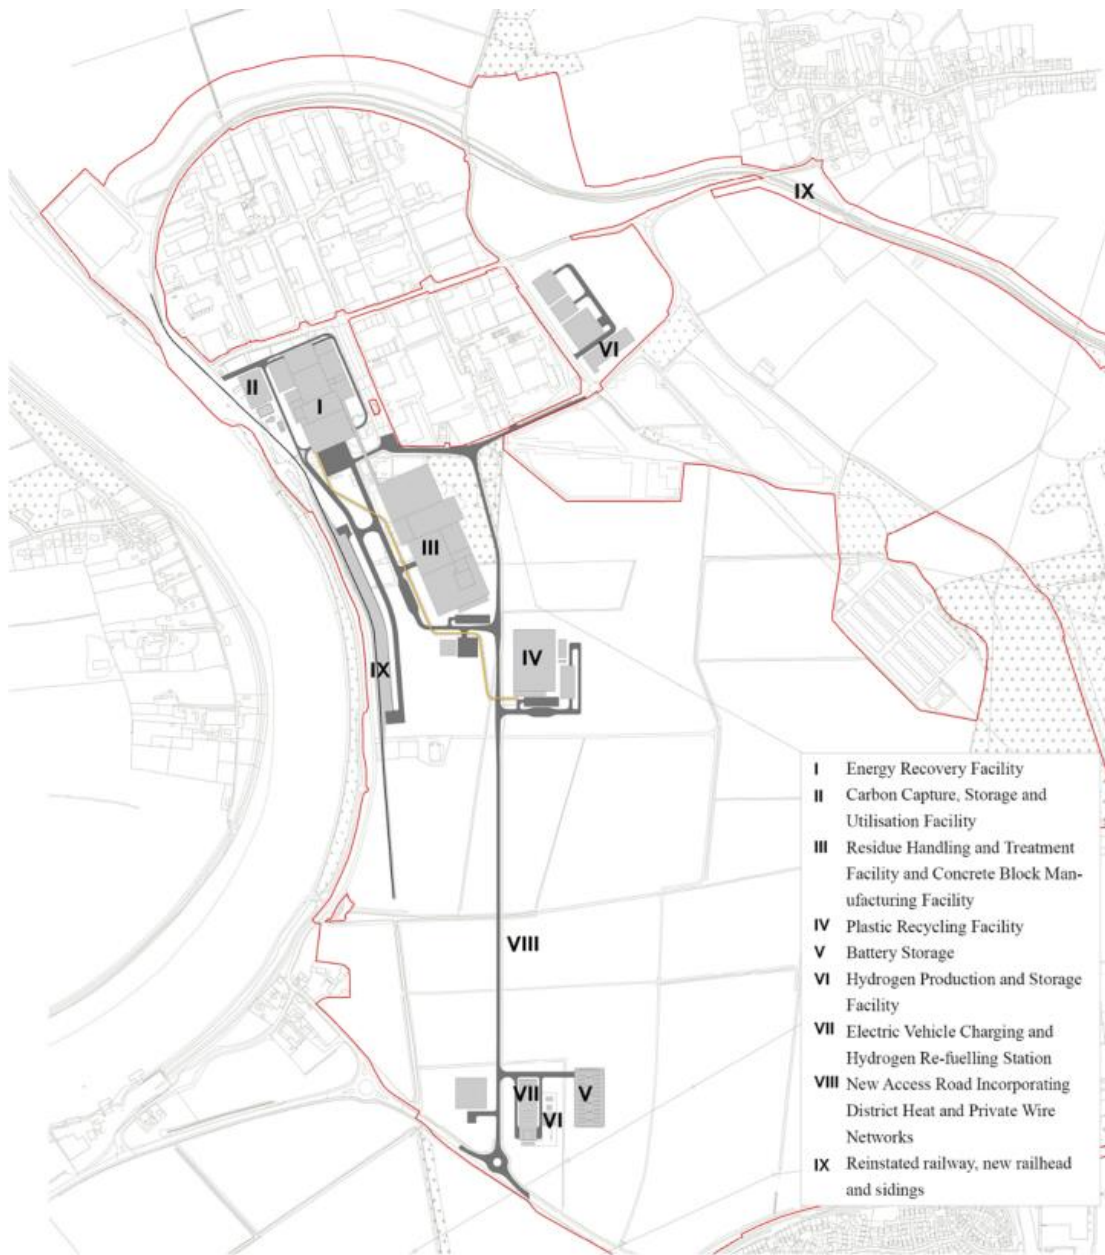 IX
VI
II
I
III
IX
IV
VIII
VII
VI
V
I Energy Recovery Facility
II Carbon Capture, Storage and
Utilisation Facility
III Residue Handling and Treatment
Facility and Concrete Block Man-
ufacturing Facility
IV Plastic Recycling Facility
V Battery Storage
VI Hydrogen Production and Storage
Facility
VII Electric Vehicle Charging and
Hydrogen Re-fuelling Station
VIII New Access Road Incorporating
District Heat and Private Wire
Networks
IX Reinstated railway, new railhead
and sidings